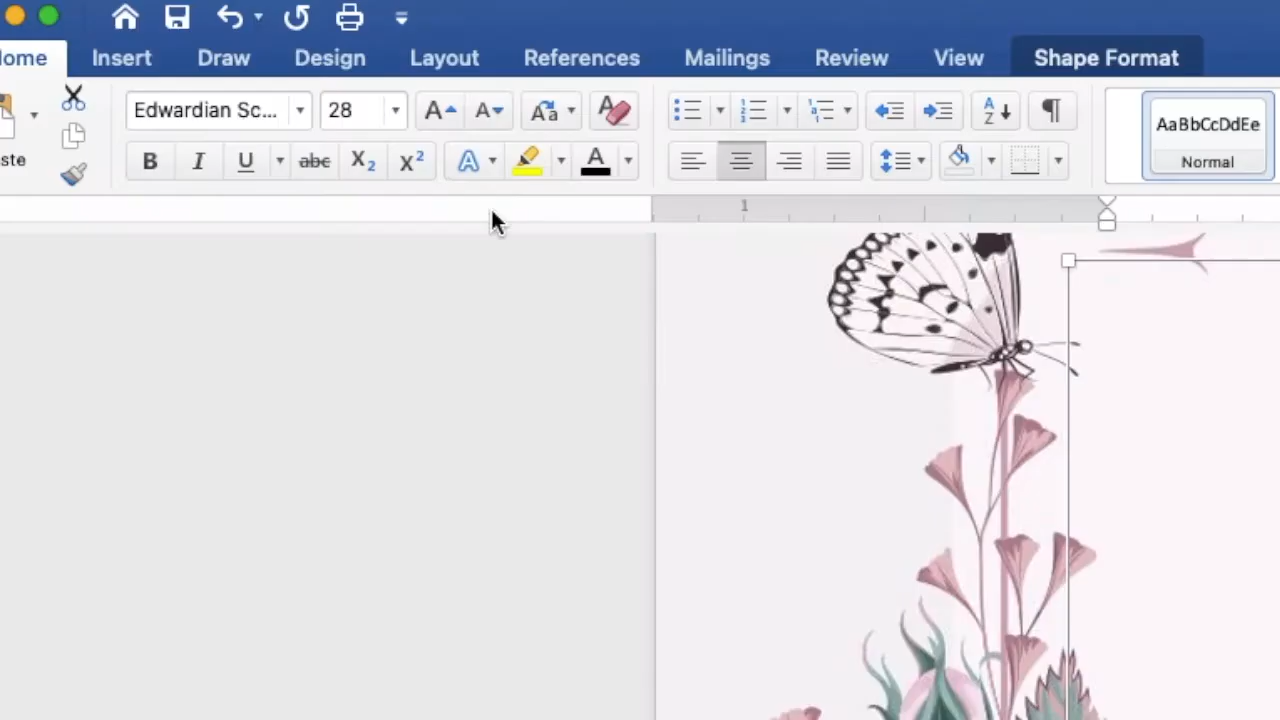 Home Insert Draw Design Layout References Mailings Review View Shape Format
Edwardian Sc... 28
AaBbCcDdEe
Normal
1